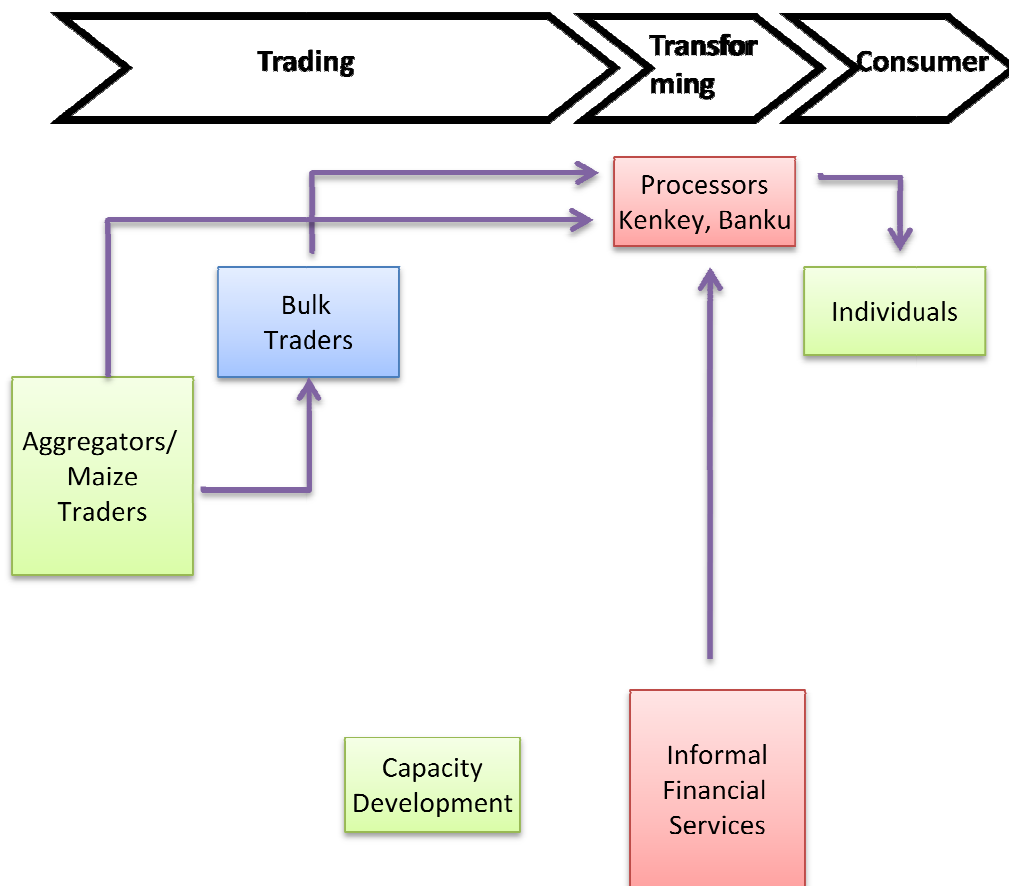 Trading
Transfor
ming
Consumer
Processors
Kenkey, Banku
Bulk
Traders
Individuals
Aggregators/
Maize
Traders
Capacity
Development
Informal
Financial
Services